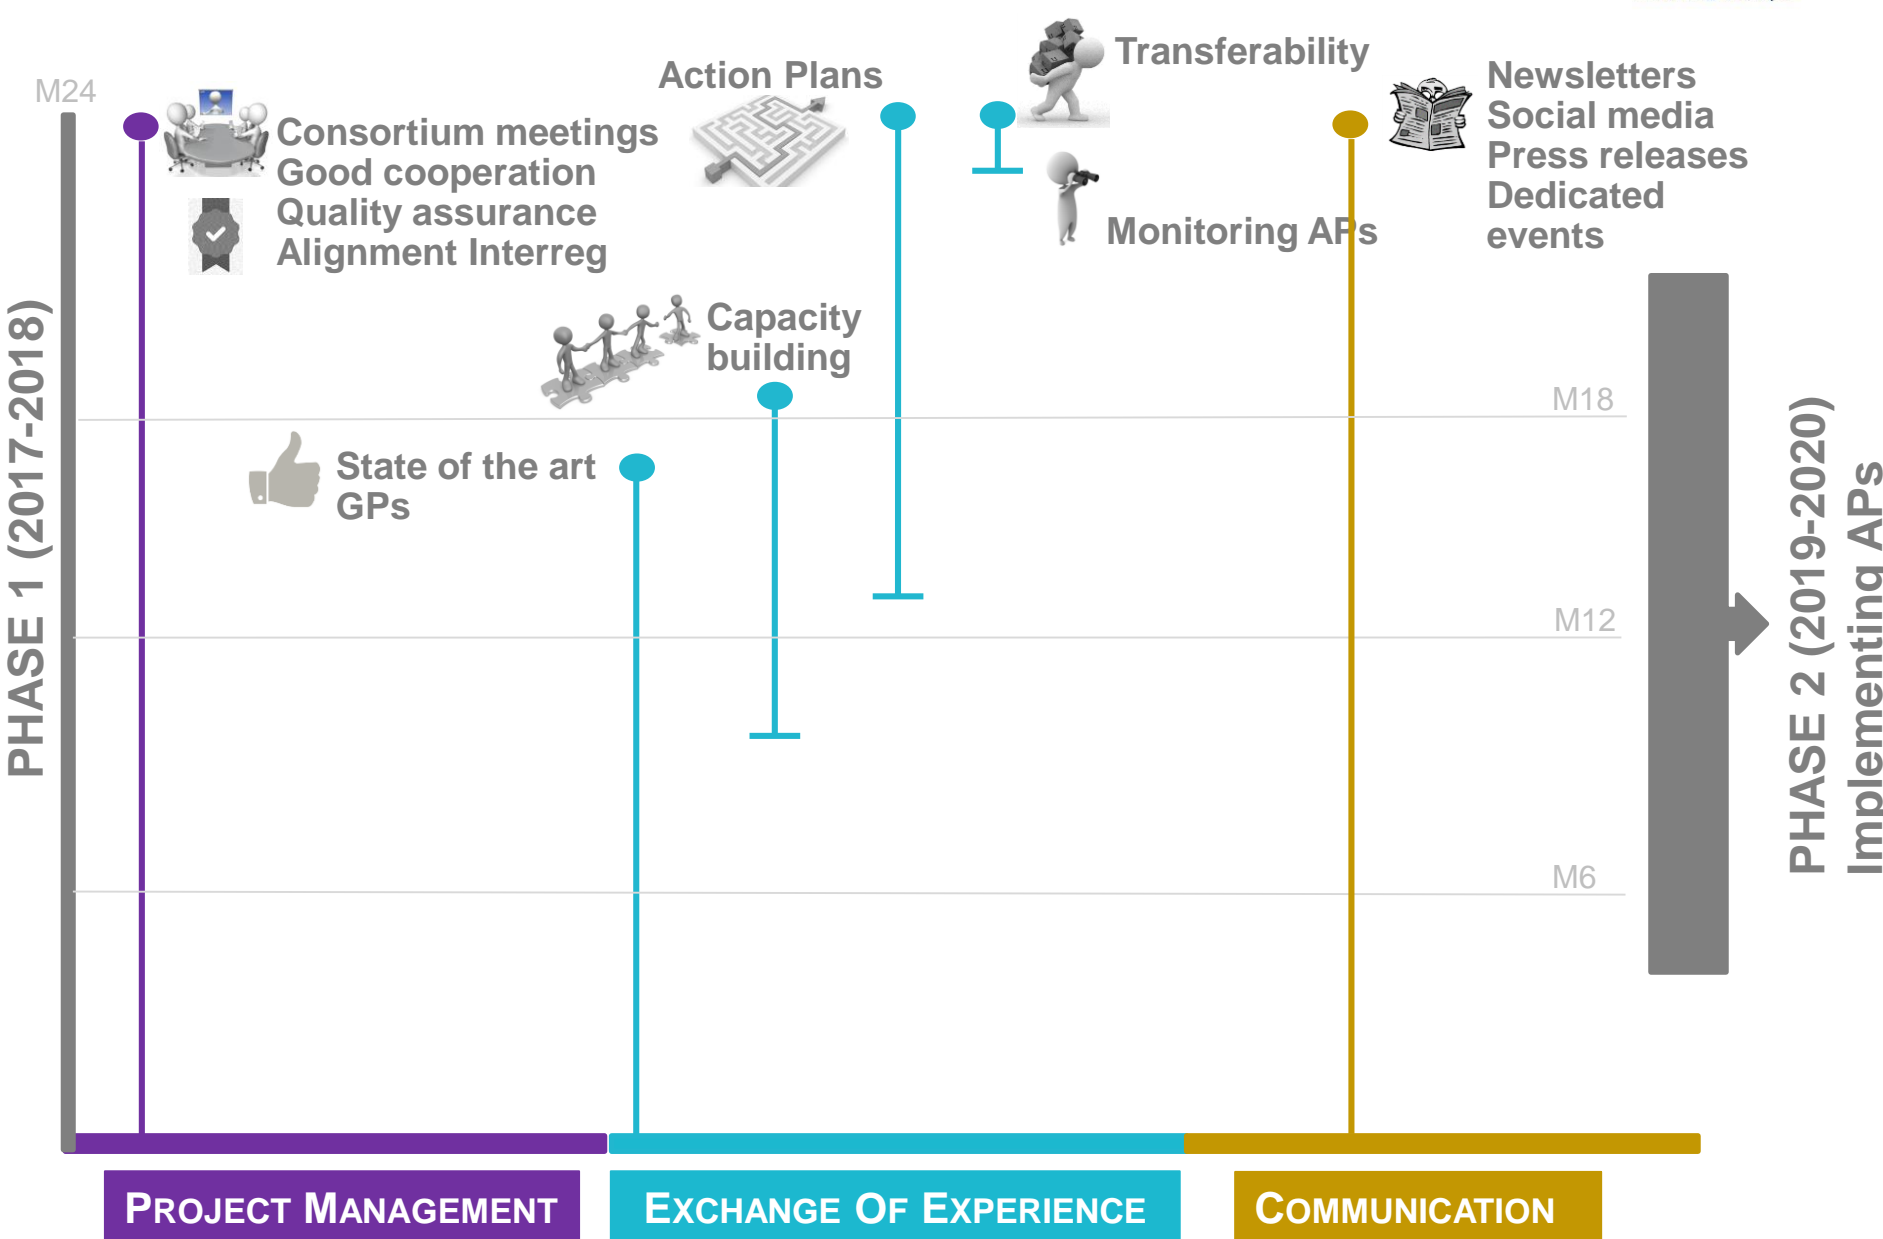 M24
Consortium meetings
Good cooperation
Quality assurance
Alignment Interreg
Action Plans
Transferability
Monitoring APs
Newsletters
Social media
Press releases
Dedicated
events
Capacity
building
State of the art
GPs
M18
M12
M6
PHASE 1 (2017-2018)
PHASE 2 (2019-2020)
Implementing APs
PROJECT MANAGEMENT
EXCHANGE OF EXPERIENCE
COMMUNICATION